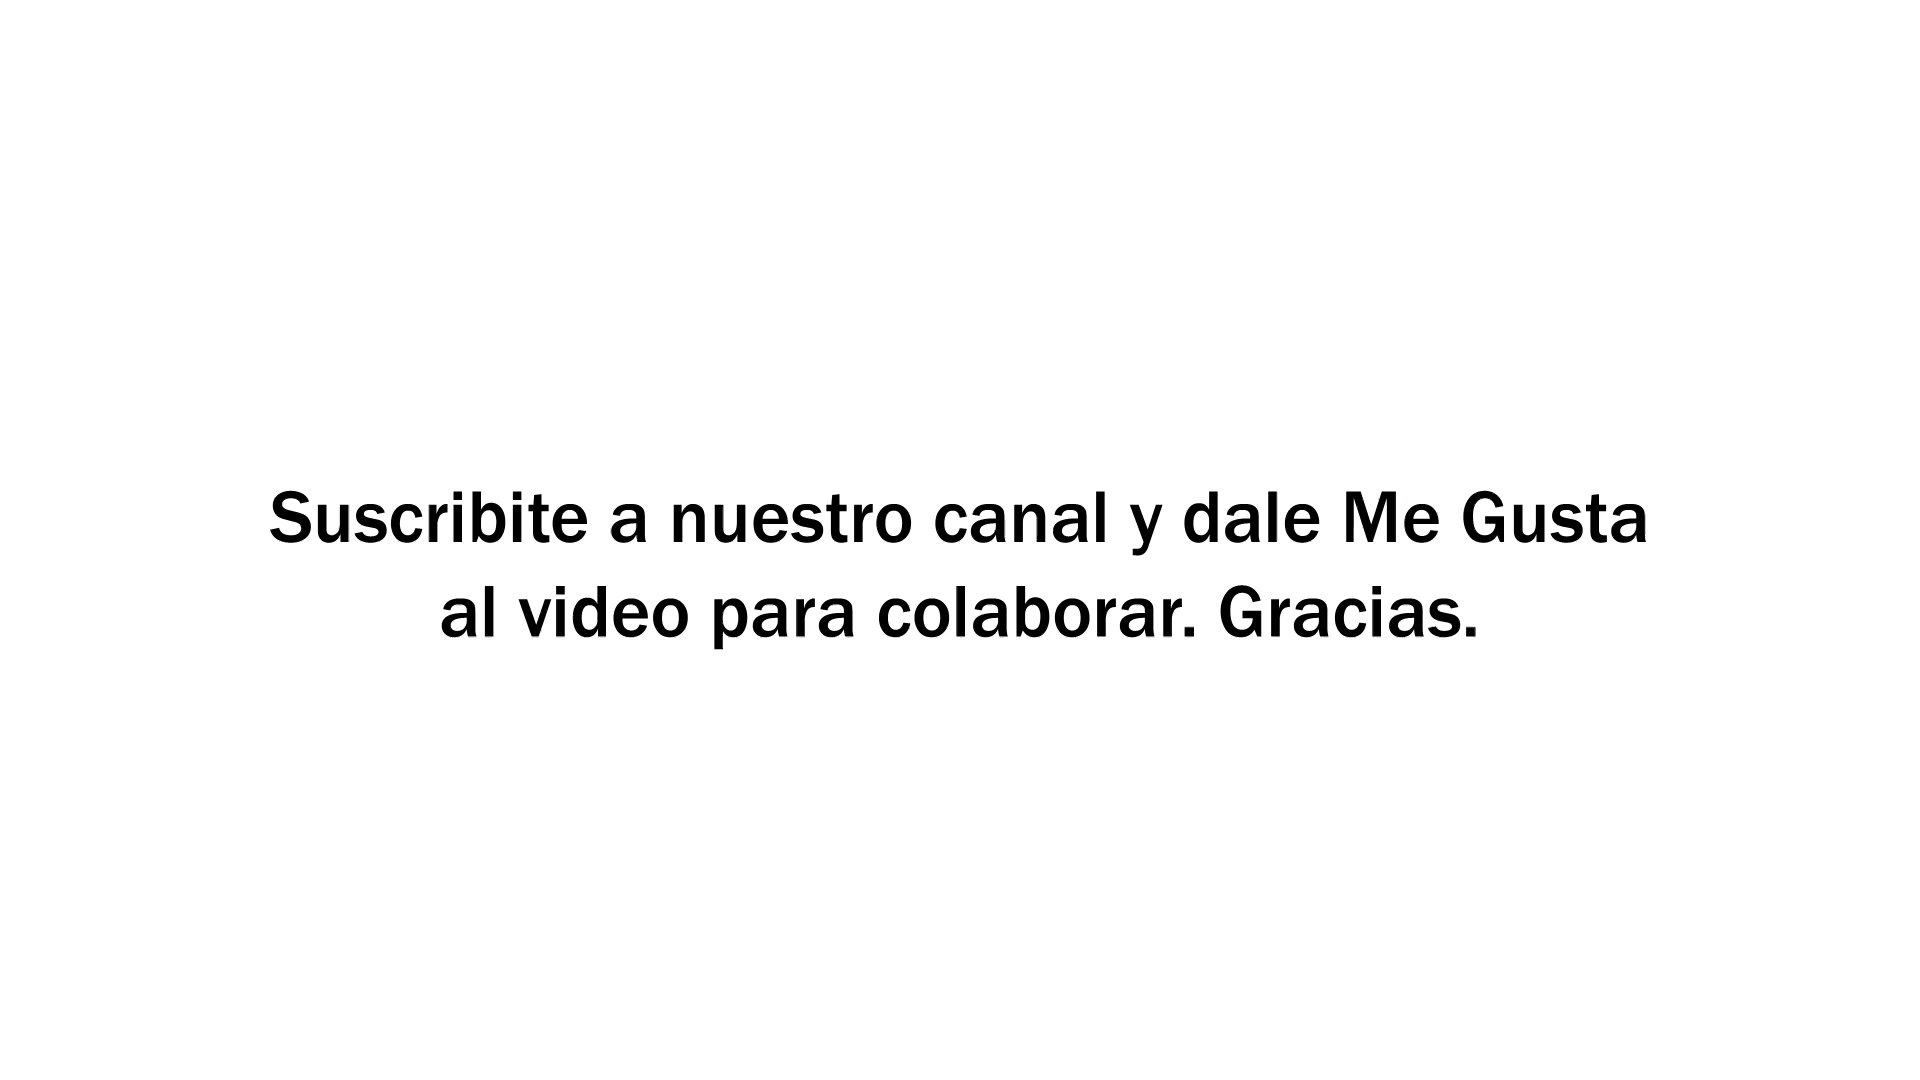 Suscribite a nuestro canal y dale Me Gusta
al video para colaborar. Gracias.